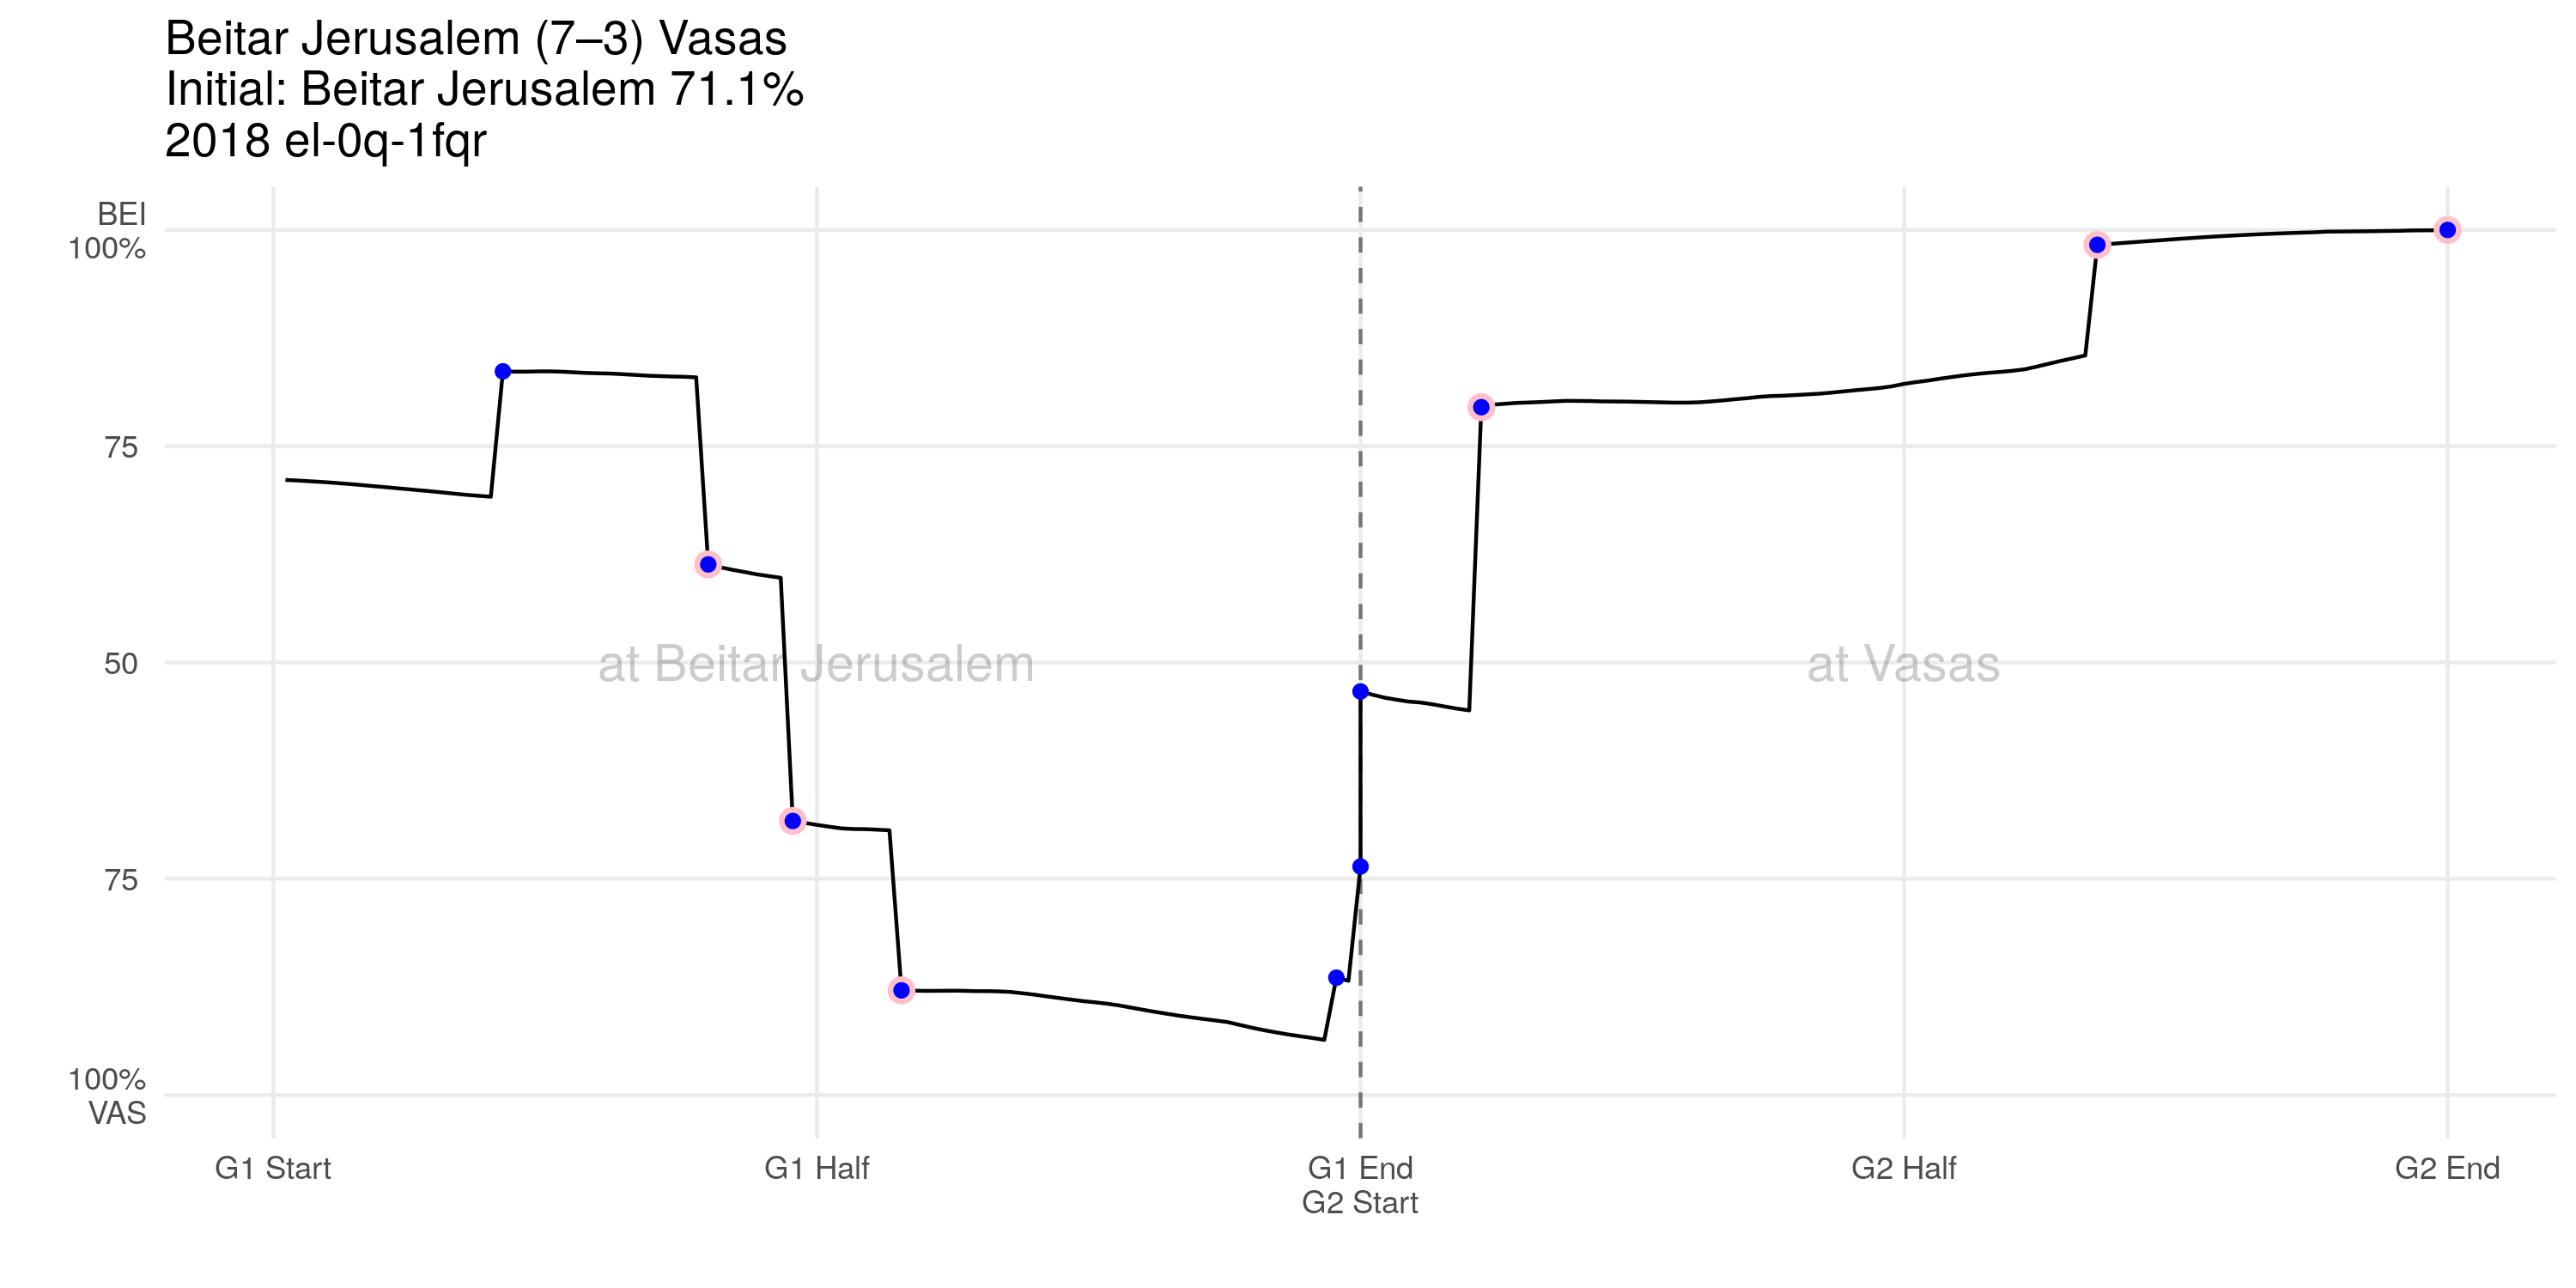 Beitar Jerusalem (7–3) Vasas
Initial: Beitar Jerusalem 71.1%
2018 el-0q-1fqr
BEI
100%
75
50
75
100%
VAS
at Beitar Jerusalem
at Vasas
G1 Start
G1 Half
G1 End
G2 Start
G2 Half
G2 End